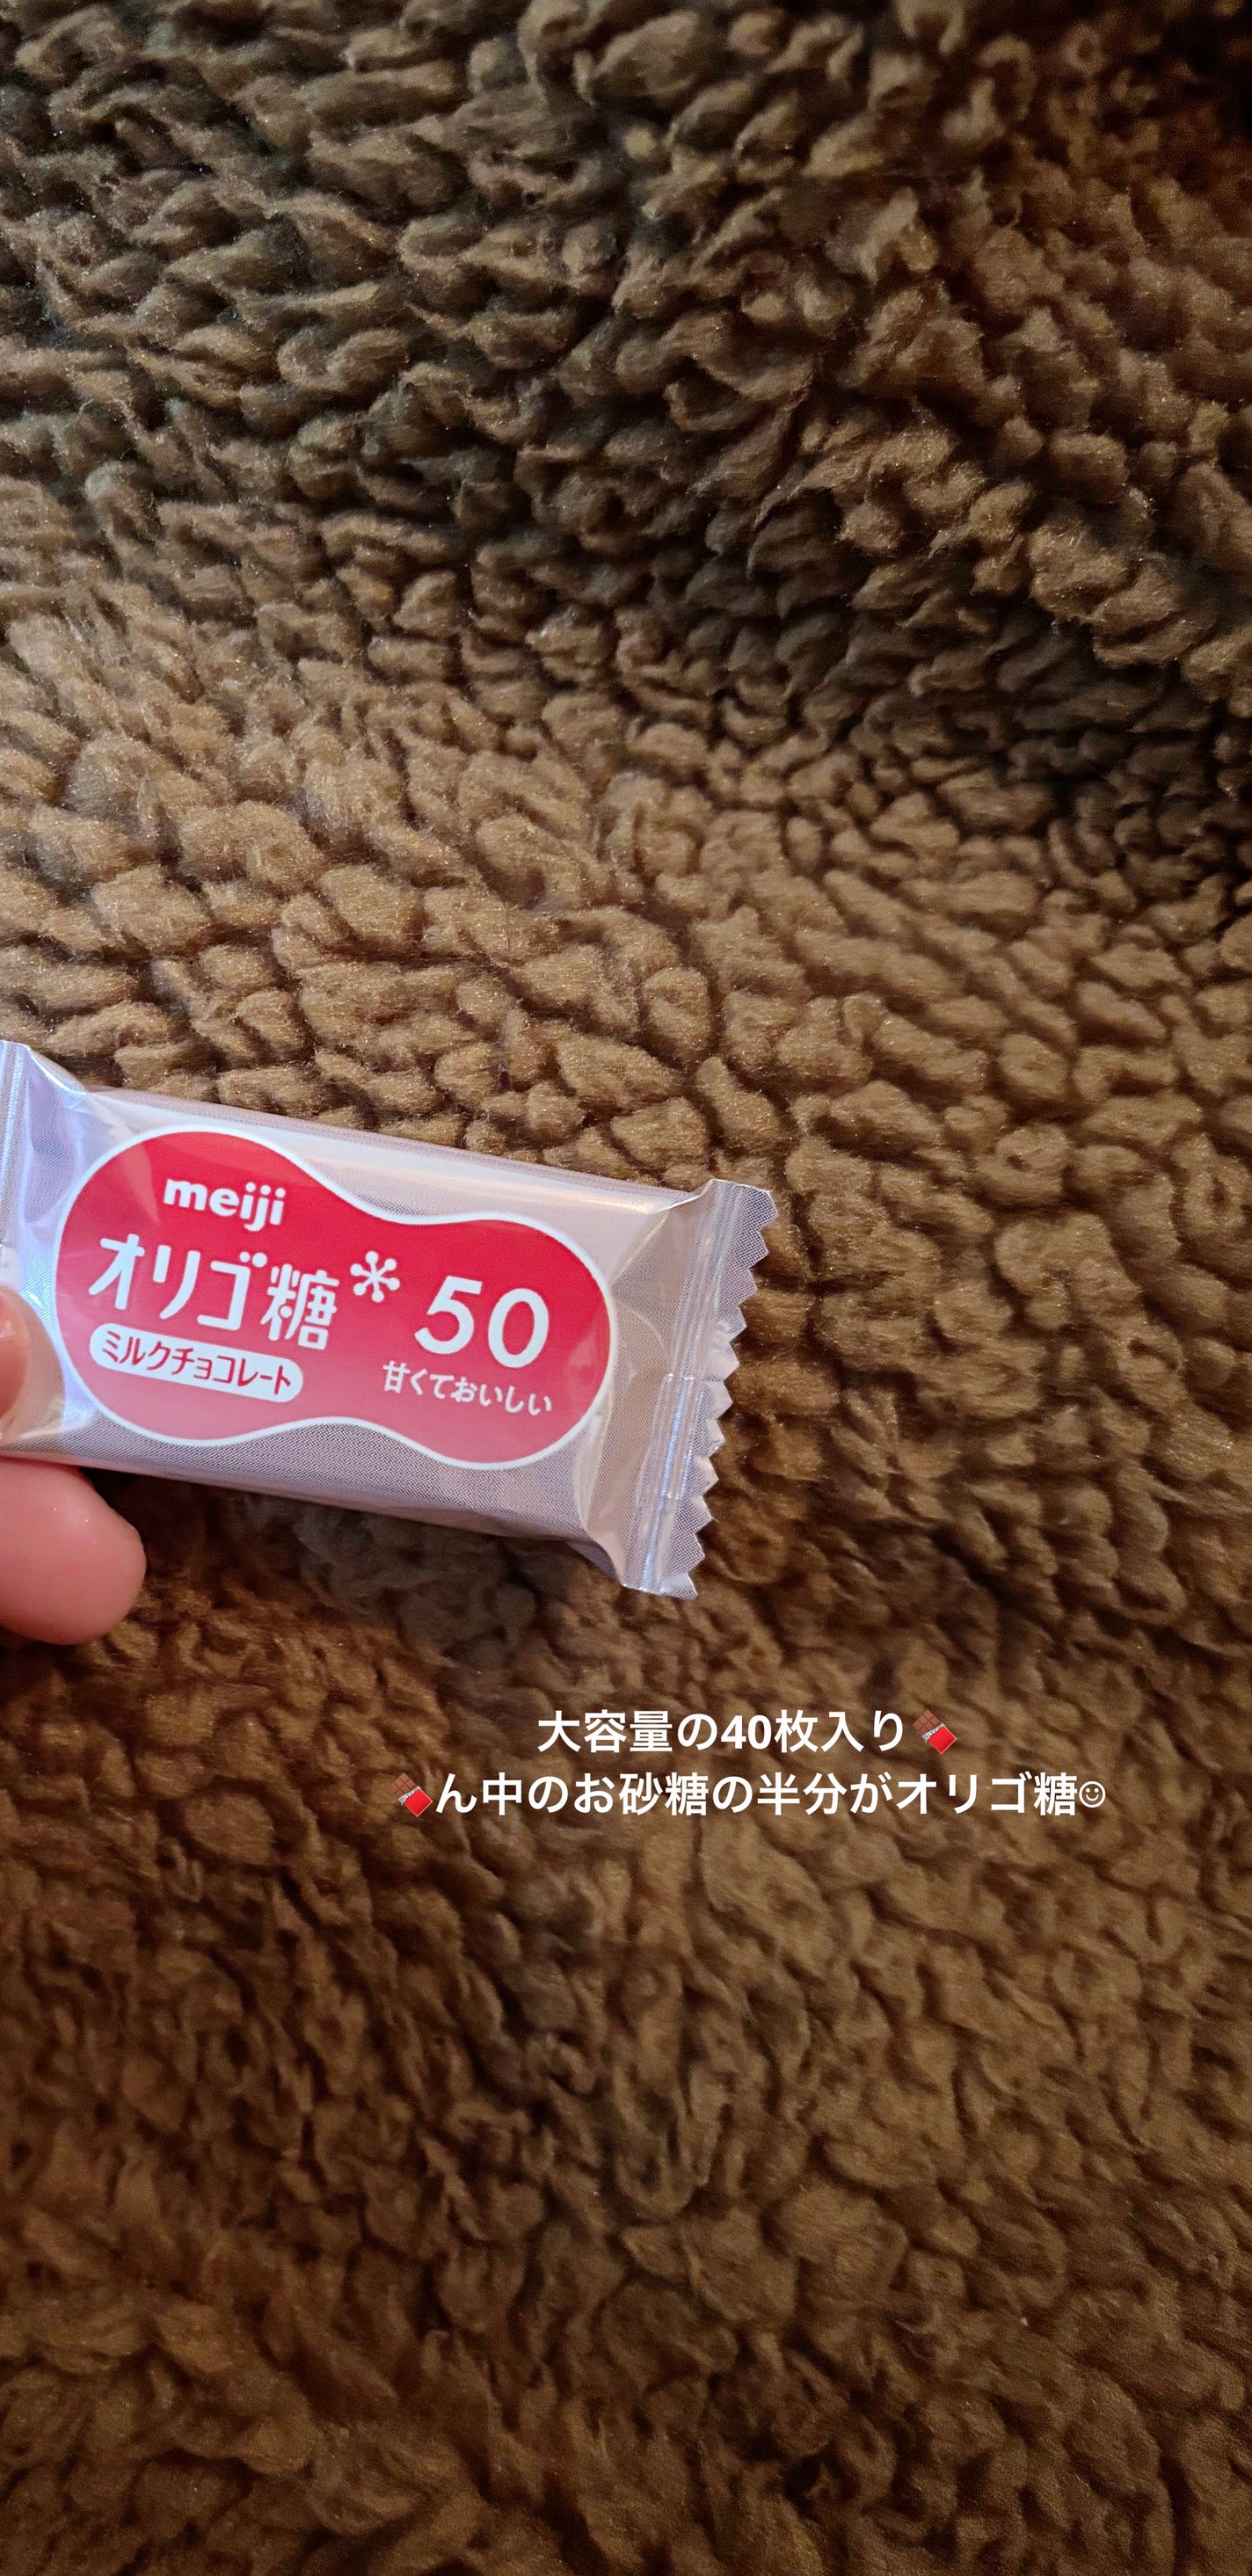 meiji
オリゴ糖* 50
ミルクチョコレート
甘くておいしい
大容量の40枚入り🍫
🍫ん中のお砂糖の半分がオリゴ糖☺